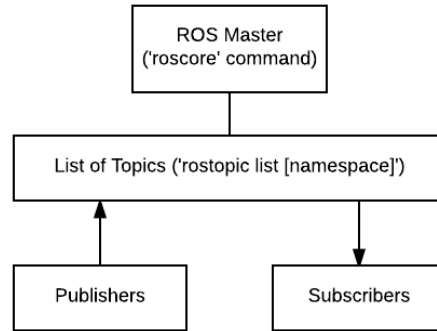 ROS Master
('roscore' command)
List of Topics ('rostopic list [namespace]')
Publishers
Subscribers